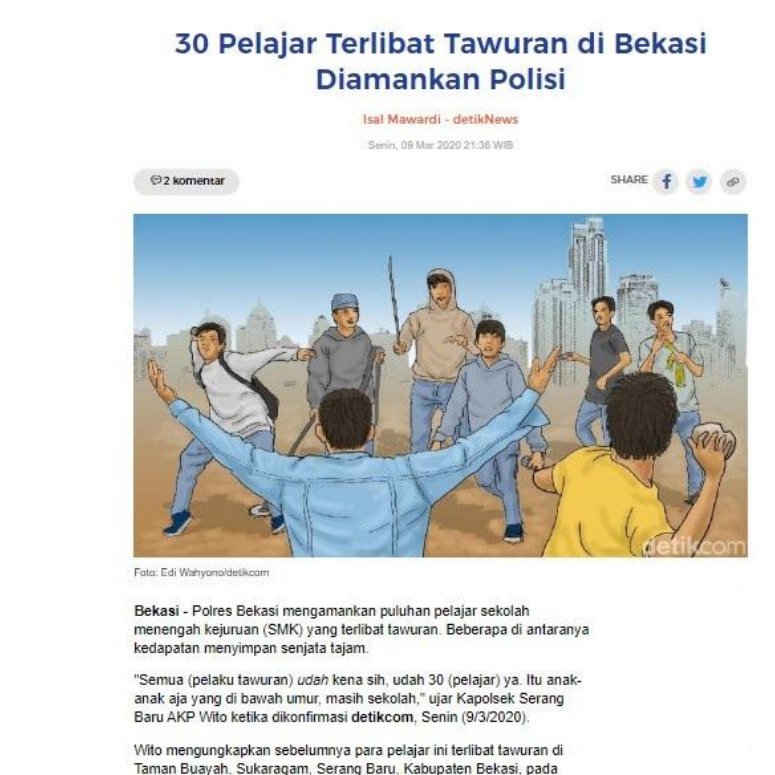 30 Pelajar Terlibat Tawuran di Bekasi
Diamankan Polisi
Isal Mawardi - detikNews
Senin, 09 Mar 2020 21:36 WIB
2 komentar
SHARE
detikcom
Foto: Edi Wahyono/detikcom
Bekasi - Polres Bekasi mengamankan puluhan pelajar sekolah
menengah kejuruan (SMK) yang terlibat tawuran. Beberapa di antaranya
kedapatan menyimpan senjata tajam.
"Semua (pelaku tawuran) udah kena sih, udah 30 (pelajar) ya. Itu anak-
anak aja yang di bawah umur, masih sekolah," ujar Kapolsek Serang
Baru AKP Wito ketika dikonfirmasi detikcom, Senin (9/3/2020).
Wito mengungkapkan sebelumnya para pelajar ini terlibat tawuran di
Taman Buayah, Sukaragam, Serang Baru, Kabupaten Bekasi, pada